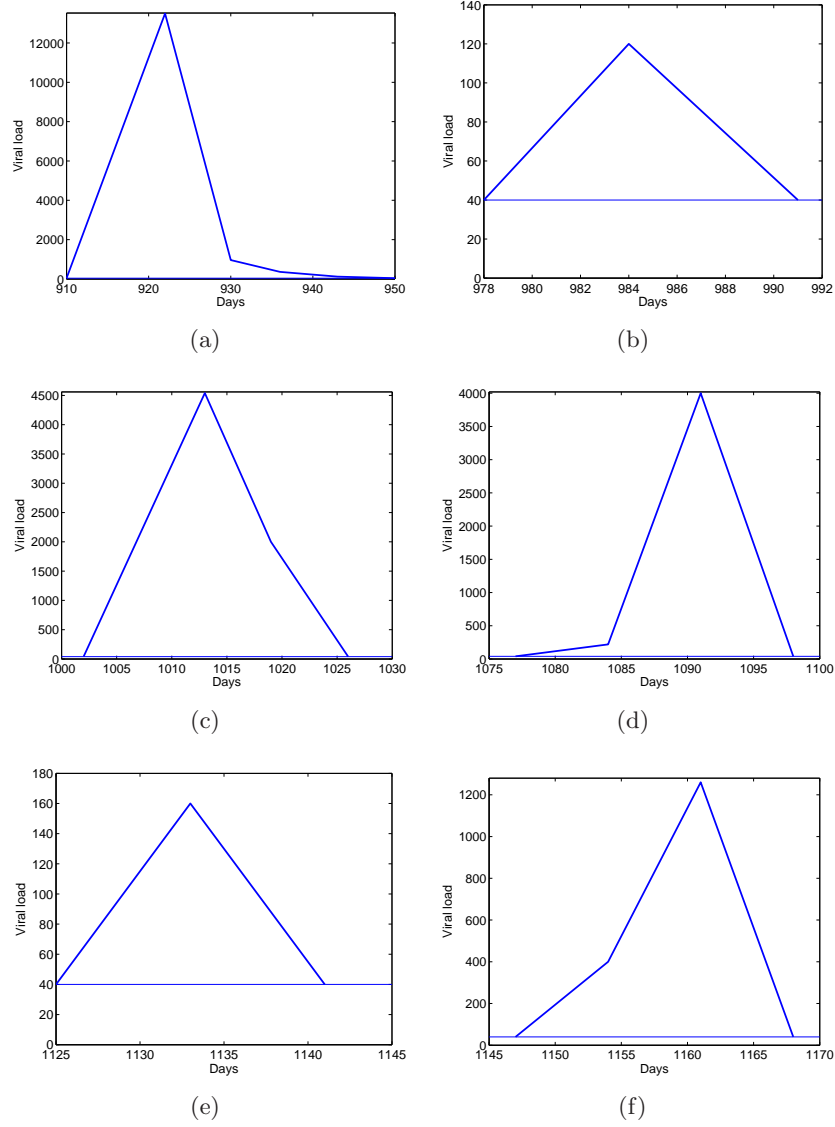 12000
10000
8000
6000
4000
2000
0
Viral load
910 920 930 940 950
Days
(a)
140
120
100
80
60
40
20
0
Viral load
978 980 982 984 986 988 990 992
Days
(b)
4500
4000
3500
3000
2500
2000
1500
1000
500
0
Viral load
1000 1005 1010 1015 1020 1025 1030
Days
(c)
4000
3500
3000
2500
2000
1500
1000
500
0
Viral load
1075 1080 1085 1090 1095 1100
Days
(d)
180
160
140
120
100
80
60
40
20
0
Viral load
1125 1130 1135 1140 1145
Days
(e)
1200
1000
800
600
400
200
0
Viral load
1145 1150 1155 1160 1165 1170
Days
(f)